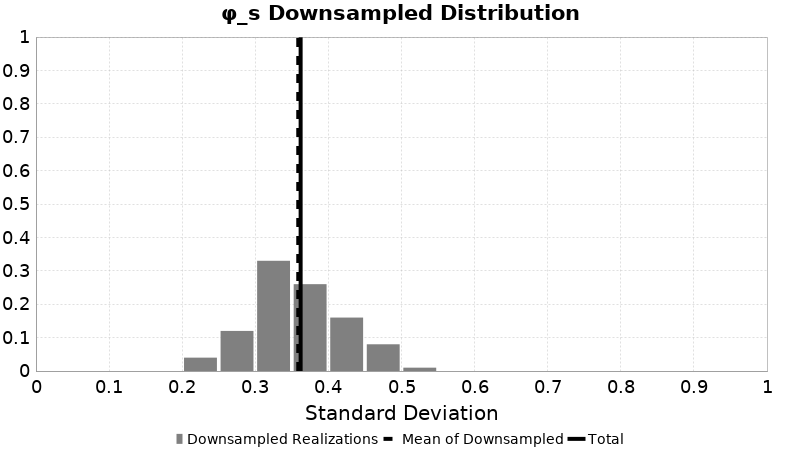 φ_s Downsampled Distribution
1
0.9
0.8
0.7
0.6
0.5
0.4
0.3
0.2
0.1
0
0 0.1 0.2 0.3 0.4 0.5 0.6 0.7 0.8 0.9 1
Standard Deviation
Downsampled Realizations Mean of Downsampled Total